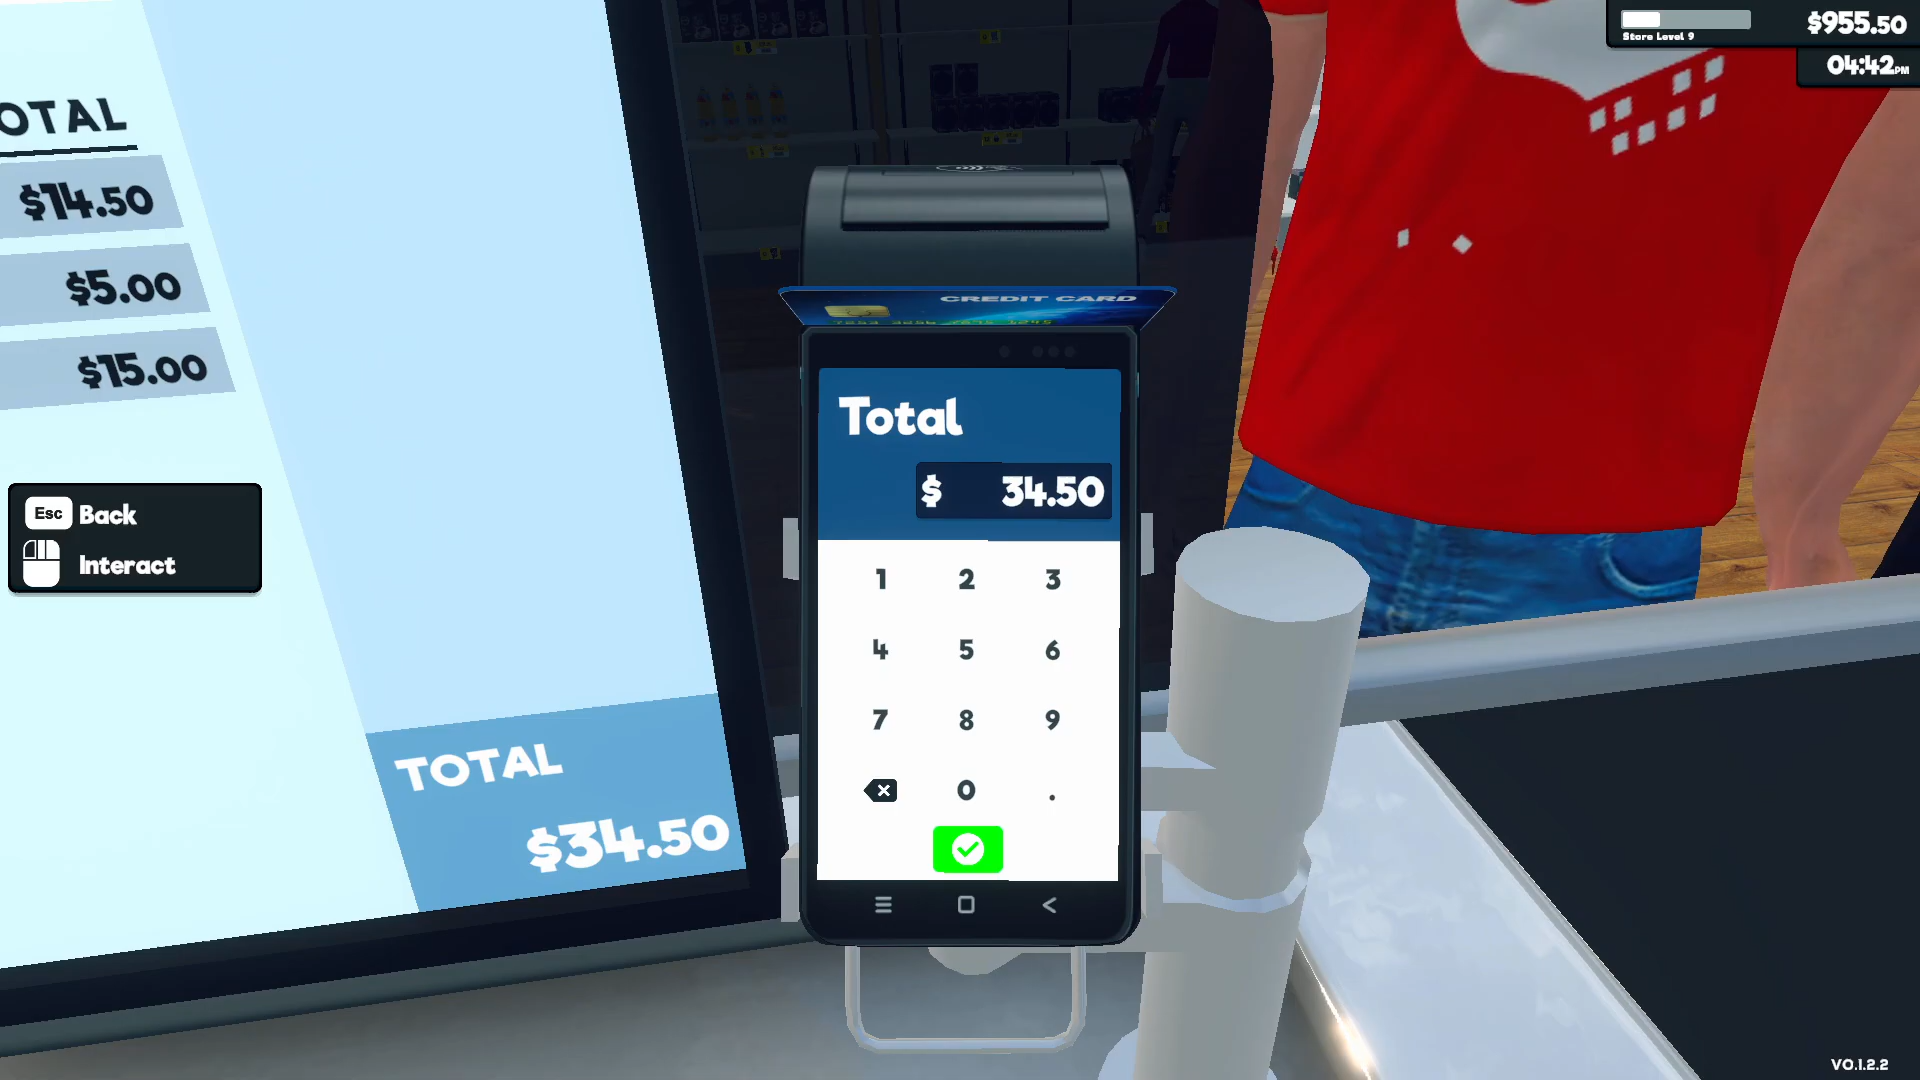 OTAL
$14.50
$5.00
$15.00
Esc Back
Interact
TOTAL
$34.50
CREDIT CARD
Total
$ 34.50
1 2 3
4 5 6
7 8 9
0 .
Store Level 9
$955.50
04:42PM
V0.1.2.2